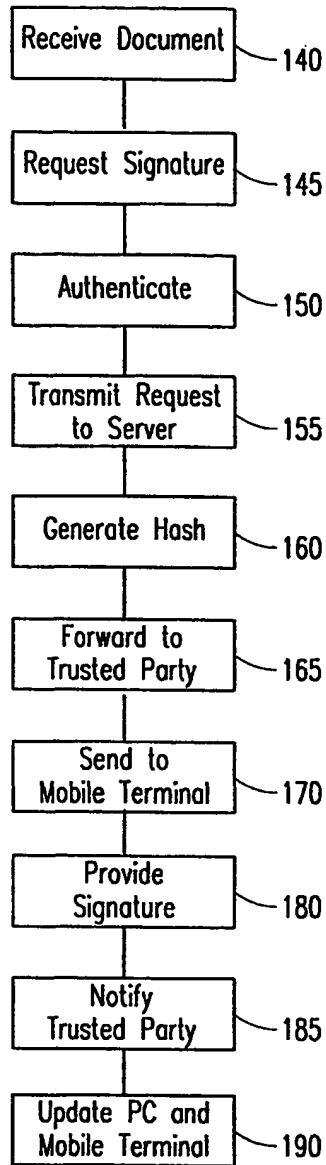 Receive Document
140
Request Signature
145
Authenticate
150
Transmit Request
to Server
155
Generate Hash
160
Forward to
Trusted Party
165
Send to
Mobile Terminal
170
Provide
Signature
180
Notify
Trusted Party
185
Update PC and
Mobile Terminal
190